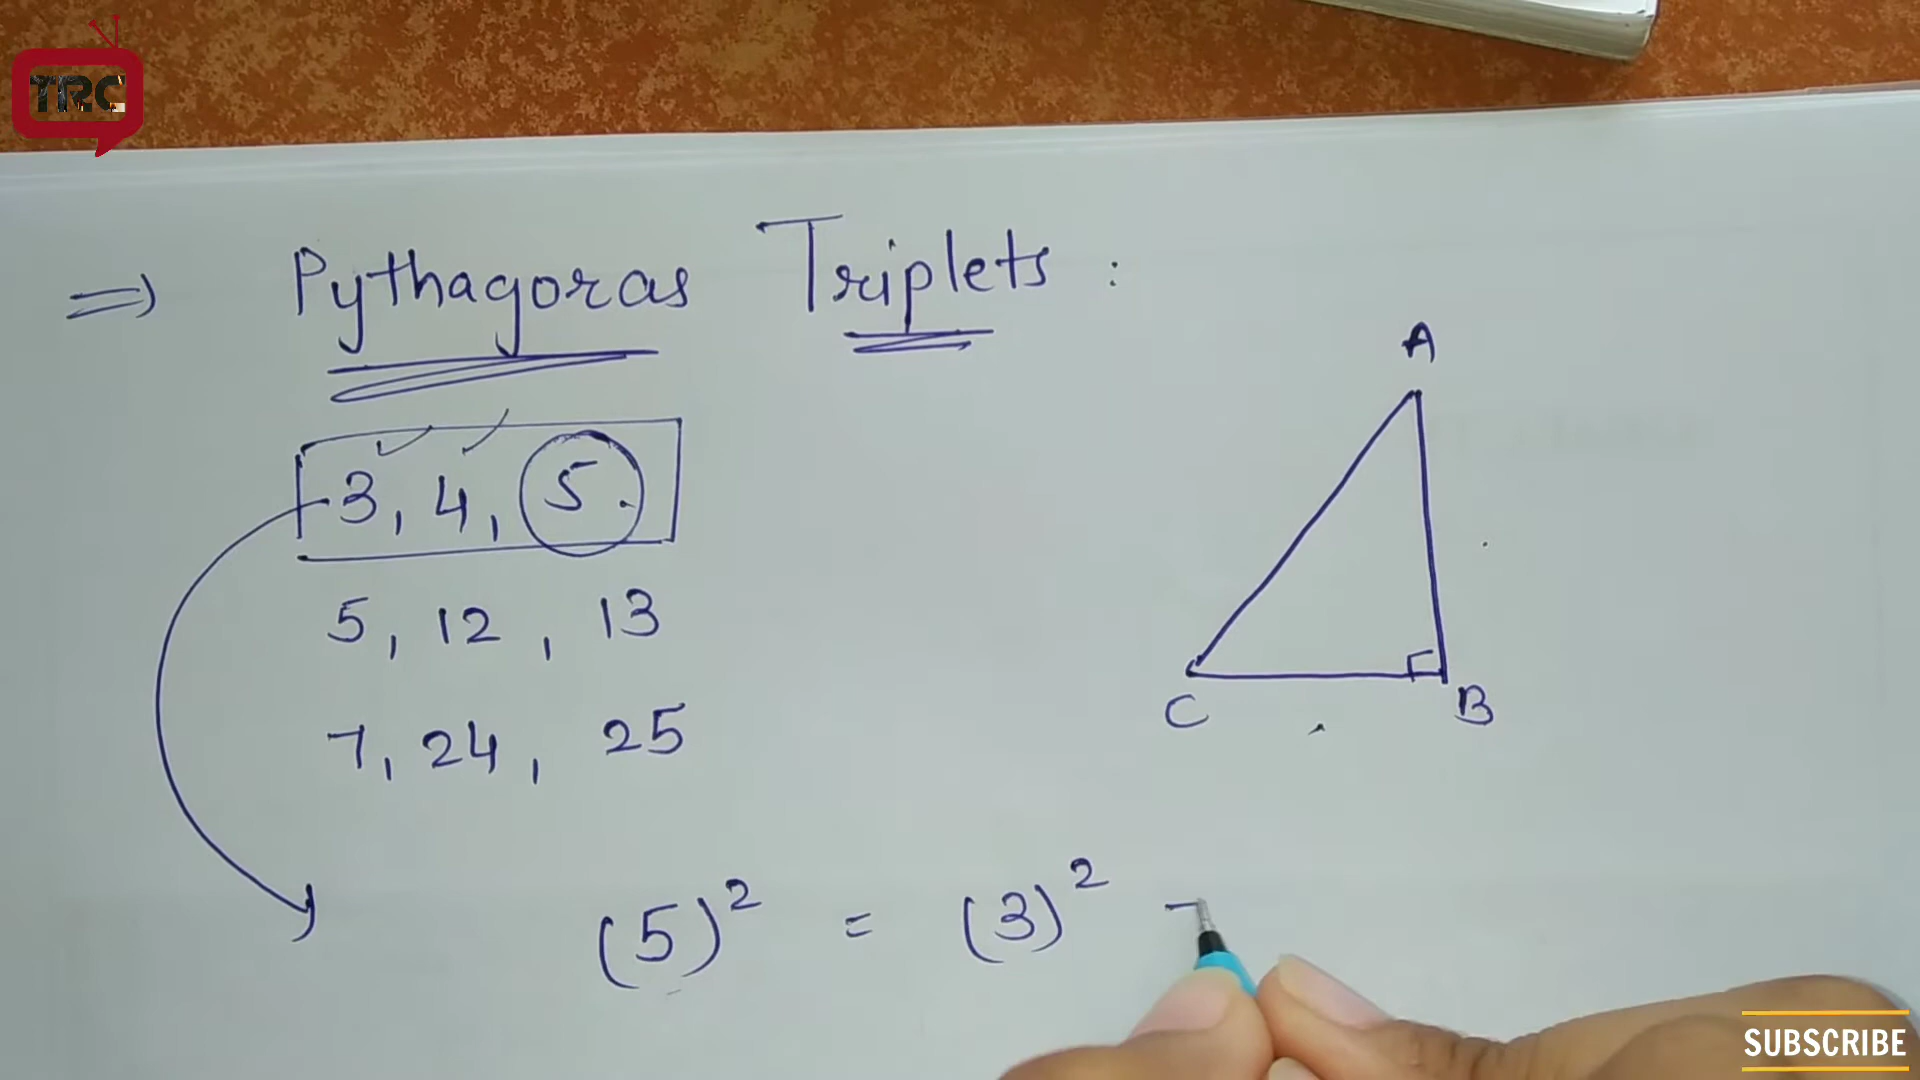 TRC
⇒ Pythagoras Triplets :
3, 4, 5.
5, 12, 13
7, 24, 25
A
C
B
(5)² = (3)² -
SUBSCRIBE